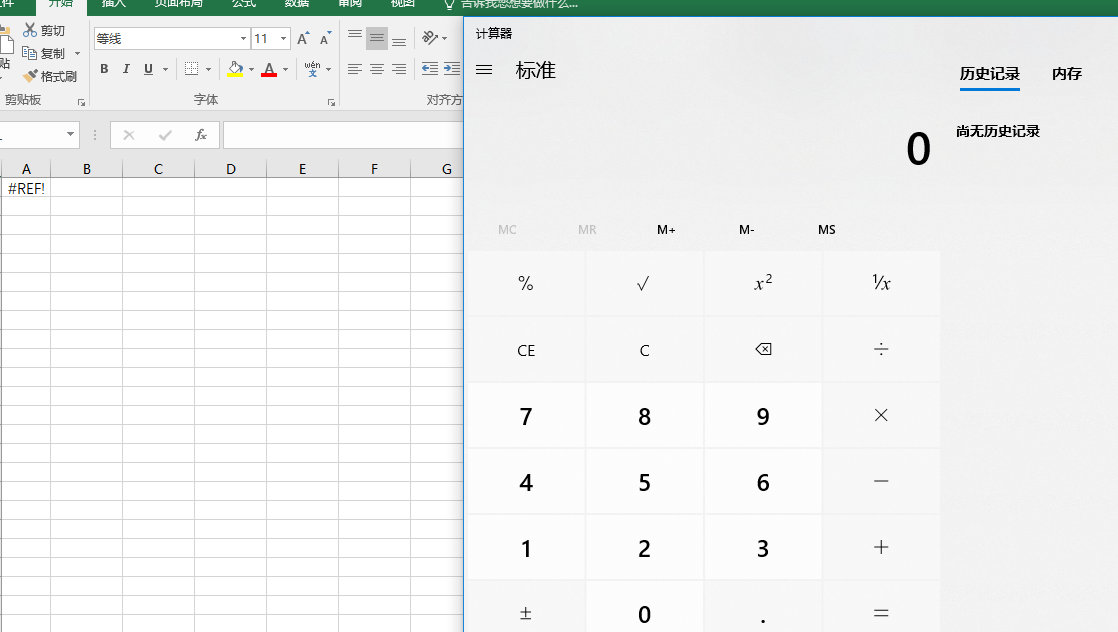 开始 插入 页面布局 公式 数据 审阅 视图 告诉我您想要做什么...
剪切
复制
格式刷
剪贴板
等线 11 A A
B I U A wén 文
字体 对齐方
fx
A B C D E F G
#REF!
计算器
标准
历史记录 内存
尚无历史记录
0
MC MR M+ M- MS
% √ x² ¹/x
CE C ÷
7 8 9 ×
4 5 6 −
1 2 3 +
± 0 . =